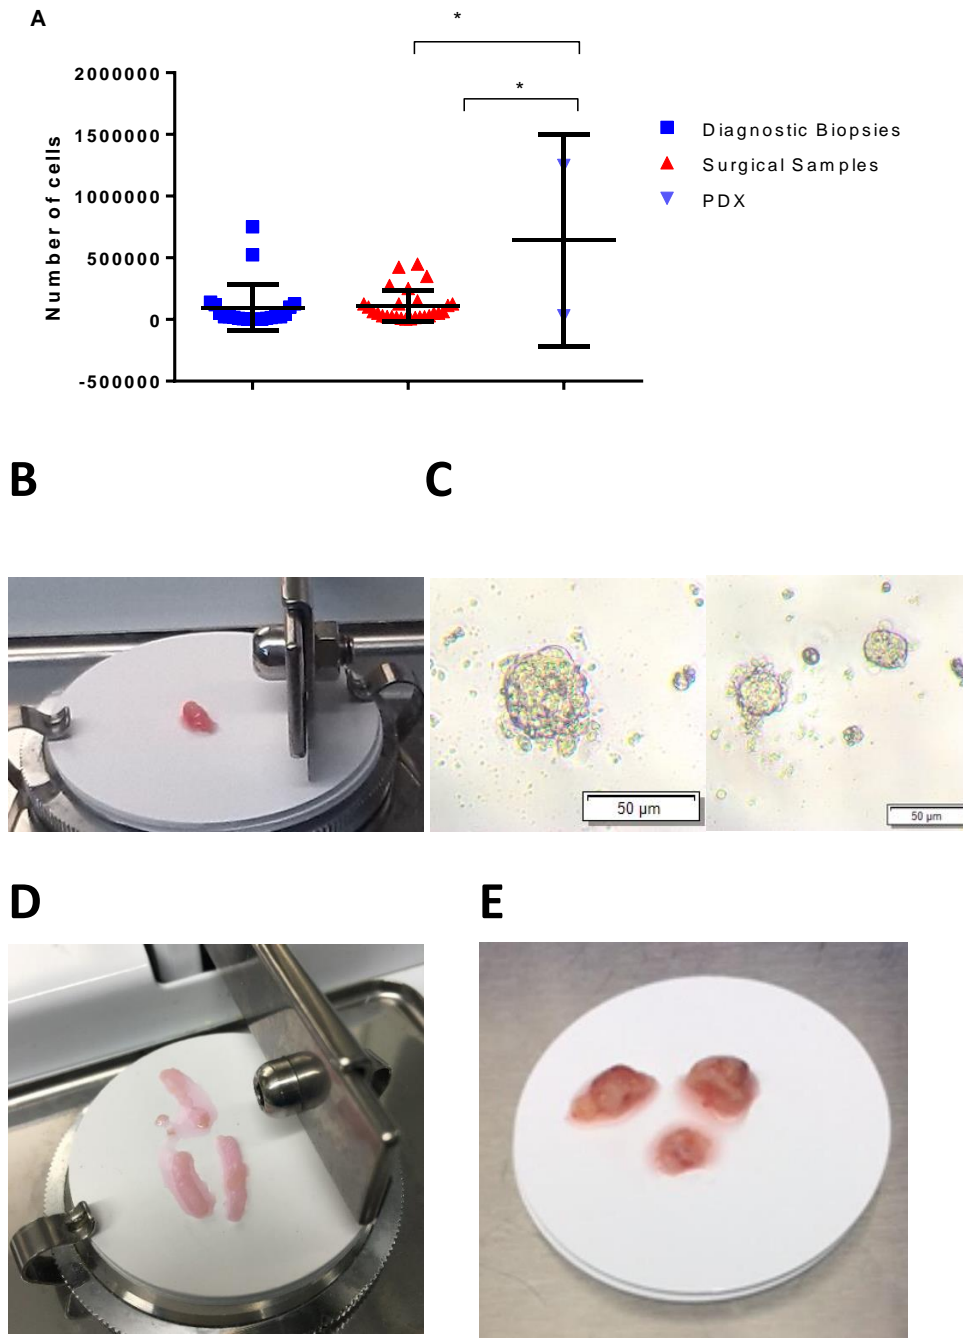 A
*
*
2000000
1500000
1000000
500000
0
-500000
Number of cells
Diagnostic Biopsies
Surgical Samples
PDX
B
C
50 µm
50 µm
D
E